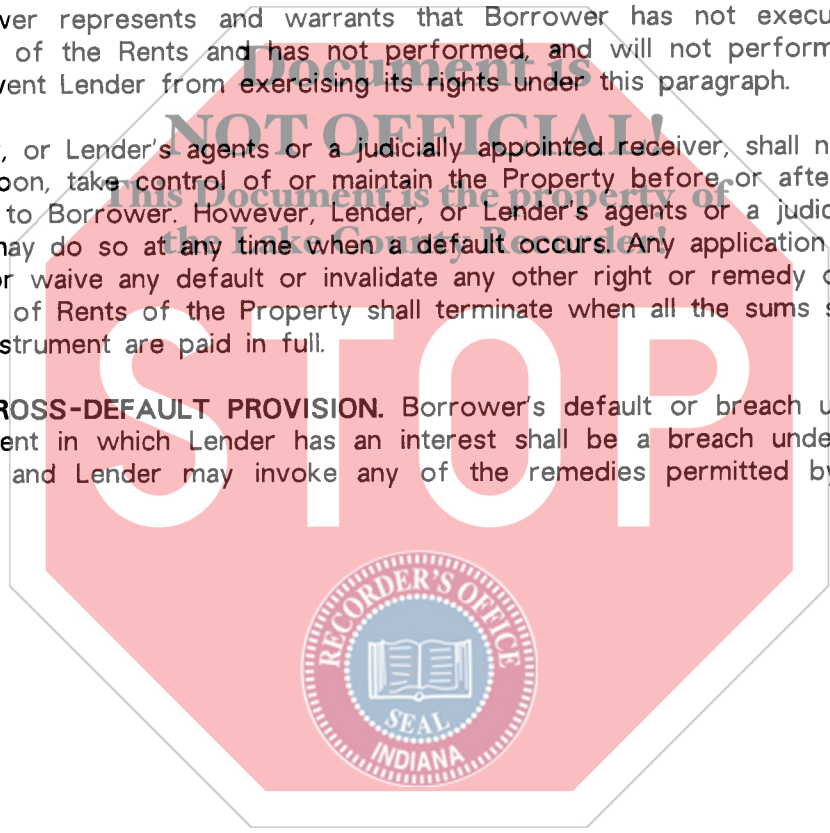 ver represents and warrants that Borrower has not execu
of the Rents and has not performed, and will not perform
vent Lender from exercising its rights under this paragraph.
Document is
NOT OFFICIAL!
This Document is the property of
the Lake County Recorder!
, or Lender's agents or a judicially appointed receiver, shall n
pon, take control of or maintain the Property before or afte
to Borrower. However, Lender, or Lender's agents or a judic
may do so at any time when a default occurs. Any application
or waive any default or invalidate any other right or remedy o
of Rents of the Property shall terminate when all the sums s
strument are paid in full.
STOP
ROSS-DEFAULT PROVISION. Borrower's default or breach u
ent in which Lender has an interest shall be a breach unde
and Lender may invoke any of the remedies permitted by
RECORDER'S OFFICE
SEAL
INDIANA